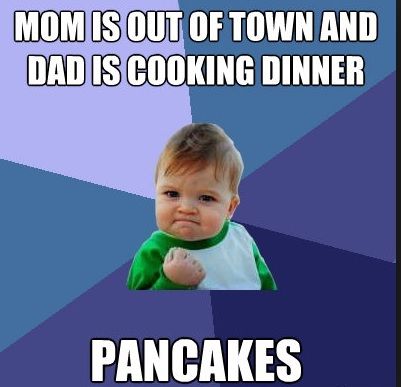 MOM IS OUT OF TOWN AND
DAD IS COOKING DINNER
PANCAKES